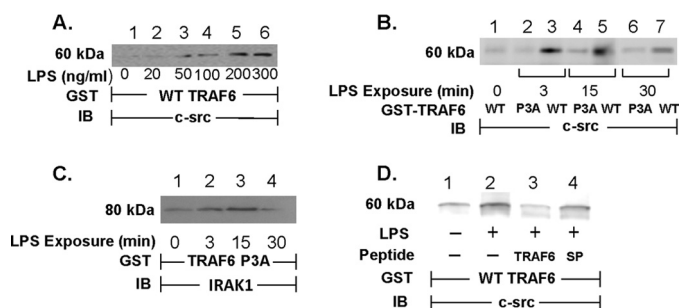 A.
1 2 3 4 5 6
60 kDa
LPS (ng/ml) 0 20 50 100 200 300
GST WT TRAF6
IB c-src
B.
1 2 3 4 5 6 7
60 kDa
LPS Exposure (min) 0 3 15 30
GST-TRAF6 WT P3A WT P3A WT P3A WT
IB c-src
C.
1 2 3 4
80 kDa
LPS Exposure (min) 0 3 15 30
GST TRAF6 P3A
IB IRAK1
D.
1 2 3 4
60 kDa
LPS – + + +
Peptide – – TRAF6 SP
GST WT TRAF6
IB c-src